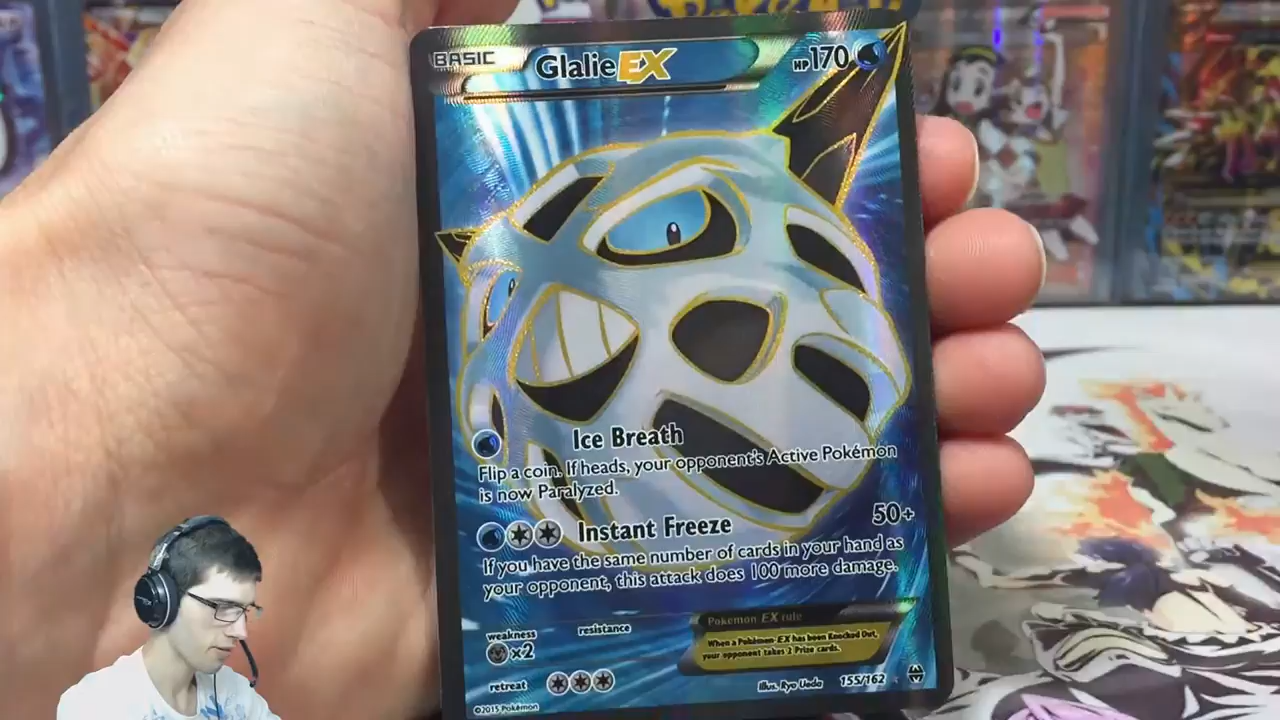 BASIC
GlalieEX
HP170
Ice Breath
Flip a coin. If heads, your opponent's Active Pokémon
is now Paralyzed.
Instant Freeze 50+
If you have the same number of cards in your hand as
your opponent, this attack does 100 more damage.
weakness
resistance
x2
Pokémon EX rule
When a Pokémon-EX has been Knocked Out,
your opponent takes 2 Prize cards.
retreat
Illus. Ryo Ueda
155/162
©2015 Pokémon